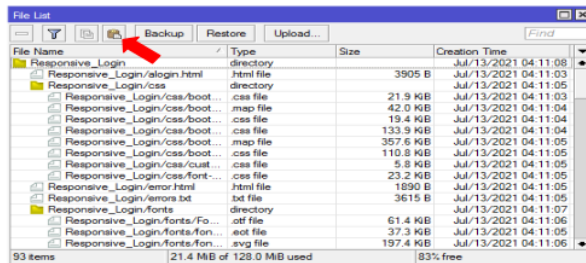 File List
Backup Restore Upload... Find
File Name / Type Size Creation Time
Responsive_Login directory Jul/13/2021 04:11:08
Responsive_Login/alogin.html .html file 3905 B Jul/13/2021 04:11:03
Responsive_Login/css directory Jul/13/2021 04:11:05
Responsive_Login/css/boot... .css file 21.9 KiB Jul/13/2021 04:11:03
Responsive_Login/css/boot... .map file 42.0 KiB Jul/13/2021 04:11:04
Responsive_Login/css/boot... .css file 19.4 KiB Jul/13/2021 04:11:04
Responsive_Login/css/boot... .css file 133.9 KiB Jul/13/2021 04:11:04
Responsive_Login/css/boot... .map file 357.6 KiB Jul/13/2021 04:11:05
Responsive_Login/css/boot... .css file 110.8 KiB Jul/13/2021 04:11:05
Responsive_Login/css/cust... .css file 5.8 KiB Jul/13/2021 04:11:05
Responsive_Login/css/font-... .css file 23.2 KiB Jul/13/2021 04:11:05
Responsive_Login/error.html .html file 1890 B Jul/13/2021 04:11:05
Responsive_Login/errors.txt .txt file 3615 B Jul/13/2021 04:11:05
Responsive_Login/fonts directory Jul/13/2021 04:11:07
Responsive_Login/fonts/Fo... .otf file 61.4 KiB Jul/13/2021 04:11:06
Responsive_Login/fonts/fon... .eot file 37.3 KiB Jul/13/2021 04:11:05
Responsive_Login/fonts/fon... .svg file 197.4 KiB Jul/13/2021 04:11:06
93 items 21.4 MiB of 128.0 MiB used 83% free